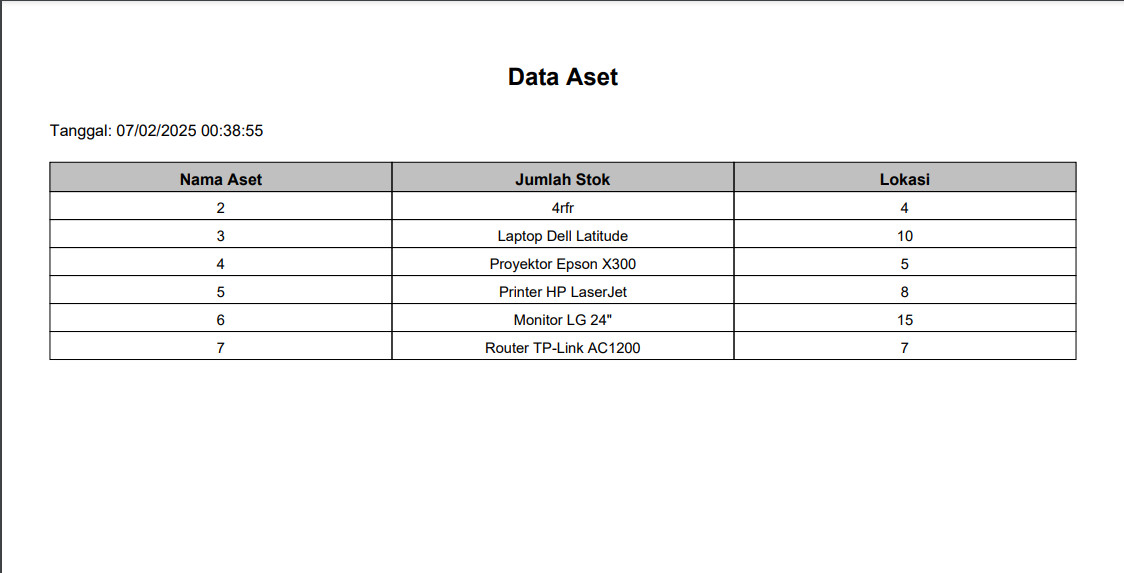 Data Aset
Tanggal: 07/02/2025 00:38:55
Nama Aset Jumlah Stok Lokasi
2 4rfr 4
3 Laptop Dell Latitude 10
4 Proyektor Epson X300 5
5 Printer HP LaserJet 8
6 Monitor LG 24" 15
7 Router TP-Link AC1200 7